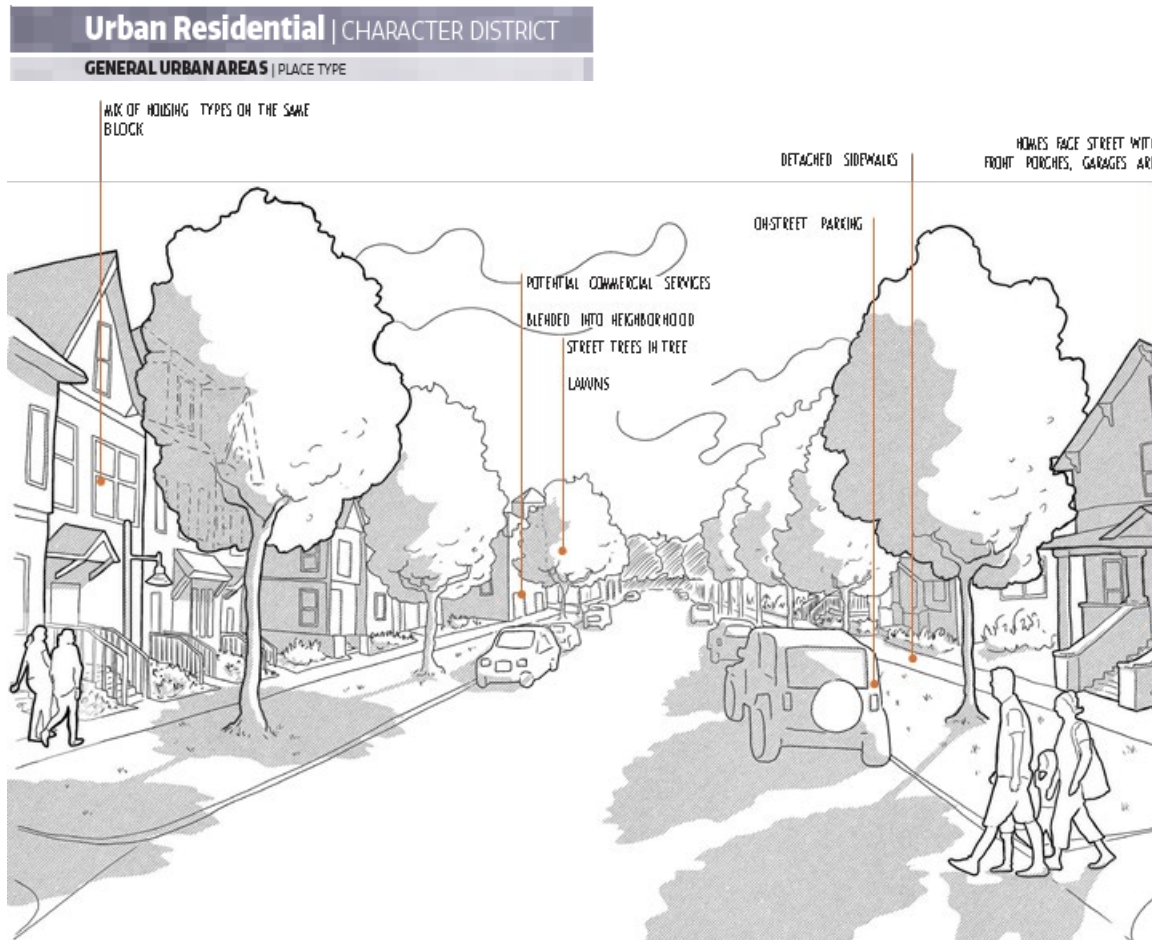 Urban Residential | CHARACTER DISTRICT
GENERAL URBAN AREAS | PLACE TYPE
MIX OF HOUSING TYPES ON THE SAME
BLOCK
DETACHED SIDEWALKS
HOMES FACE STREET WIT
FRONT PORCHES, GARAGES AR
ON-STREET PARKING
POTENTIAL COMMERCIAL SERVICES
BLENDED INTO NEIGHBORHOOD
STREET TREES IN TREE
LAWNS